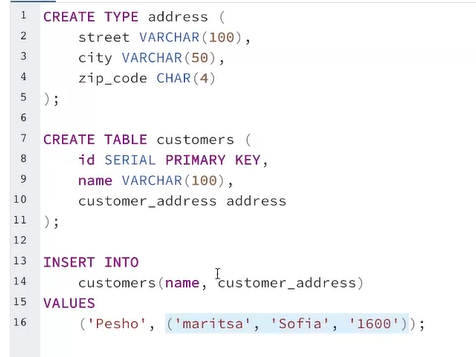 1 CREATE TYPE address (
2     street VARCHAR(100),
3     city VARCHAR(50),
4     zip_code CHAR(4)
5 );
6
7 CREATE TABLE customers (
8     id SERIAL PRIMARY KEY,
9     name VARCHAR(100),
10     customer_address address
11 );
12
13 INSERT INTO
14     customers(name, customer_address)
15 VALUES
16     ('Pesho', ('maritsa', 'Sofia', '1600'));